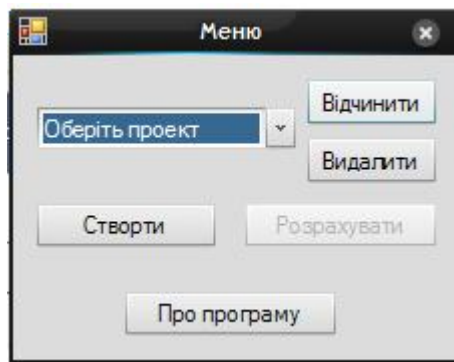 Меню
Відчинити
Оберіть проект
Видалити
Створти
Розрахувати
Про програму